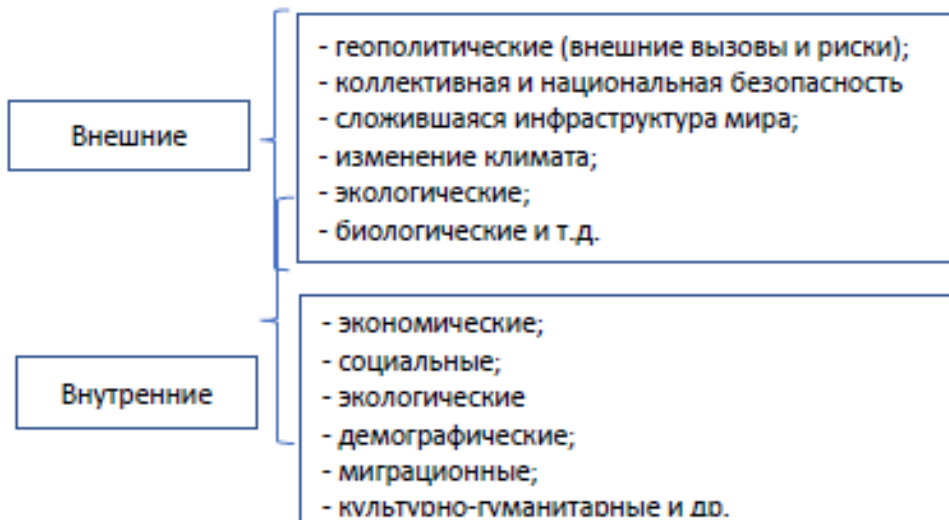 Внешние
- геополитические (внешние вызовы и риски);
- коллективная и национальная безопасность
- сложившаяся инфраструктура мира;
- изменение климата;
- экологические;
- биологические и т.д.
Внутренние
- экономические;
- социальные;
- экологические
- демографические;
- миграционные;
- культурно-гуманитарные и др.